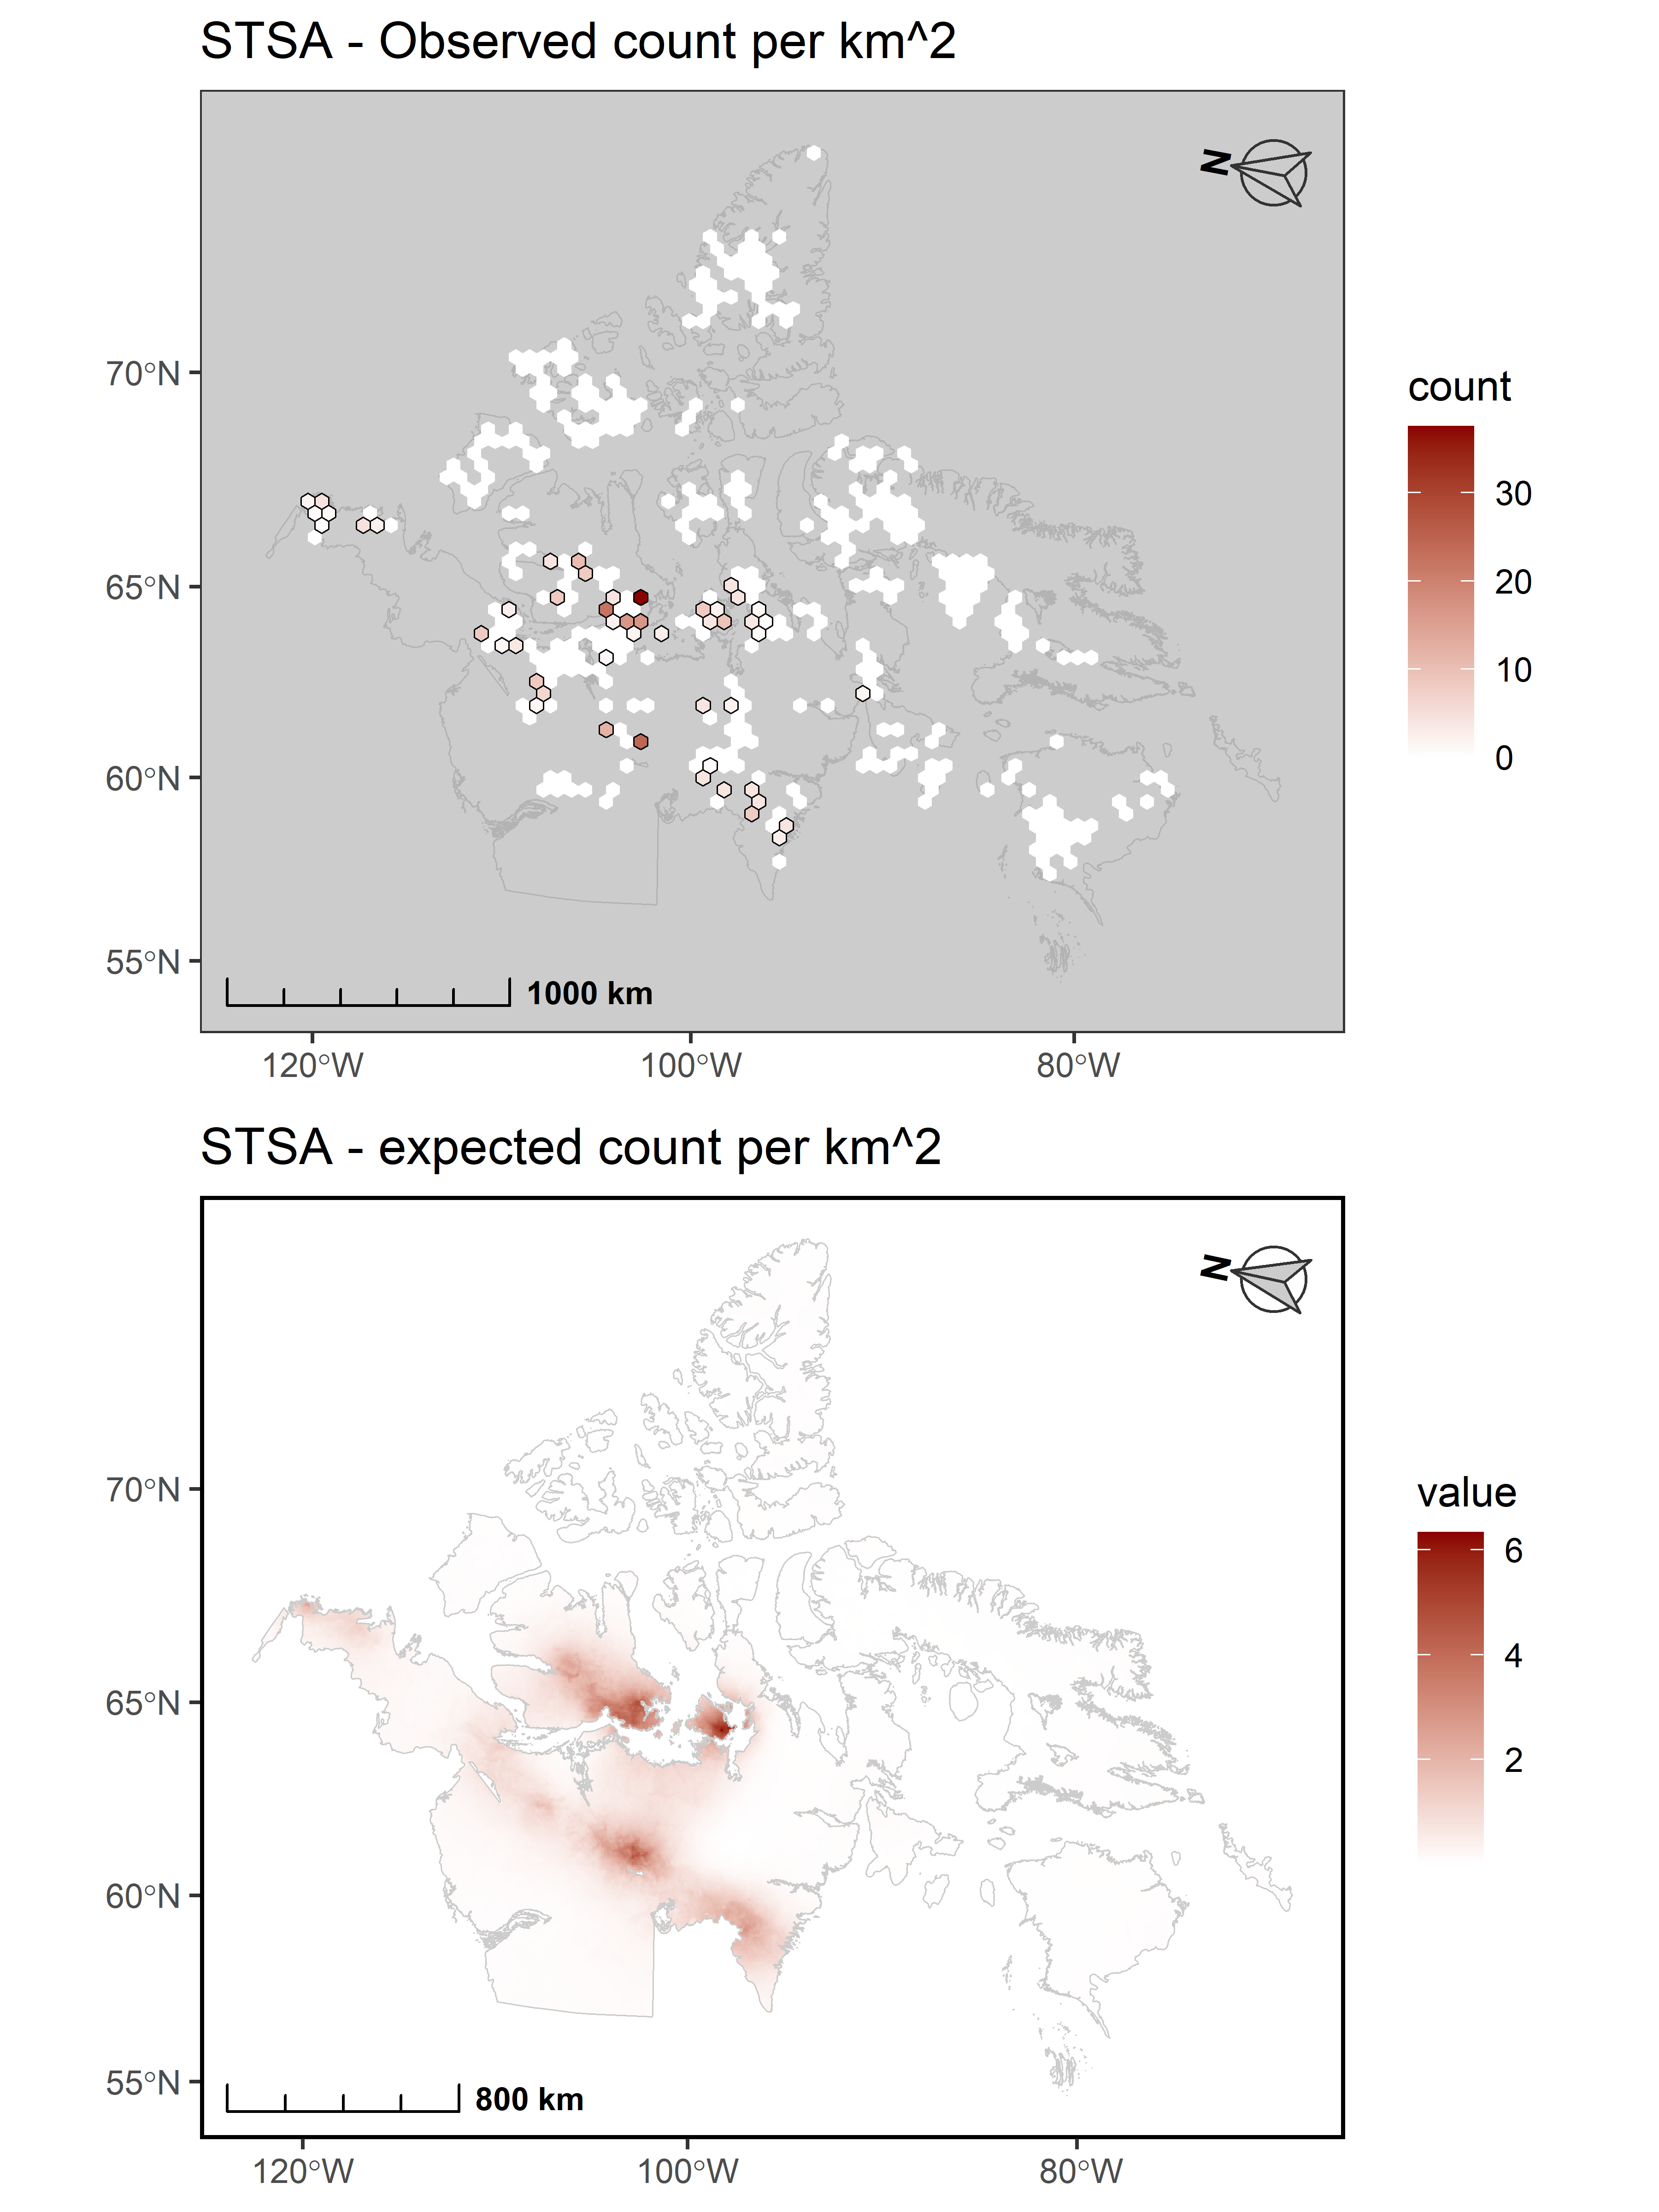 STSA - Observed count per km^2
N
70°N
65°N
60°N
55°N
1000 km
120°W
100°W
80°W
count
30
20
10
0
STSA - expected count per km^2
N
70°N
65°N
60°N
55°N
800 km
120°W
100°W
80°W
value
6
4
2